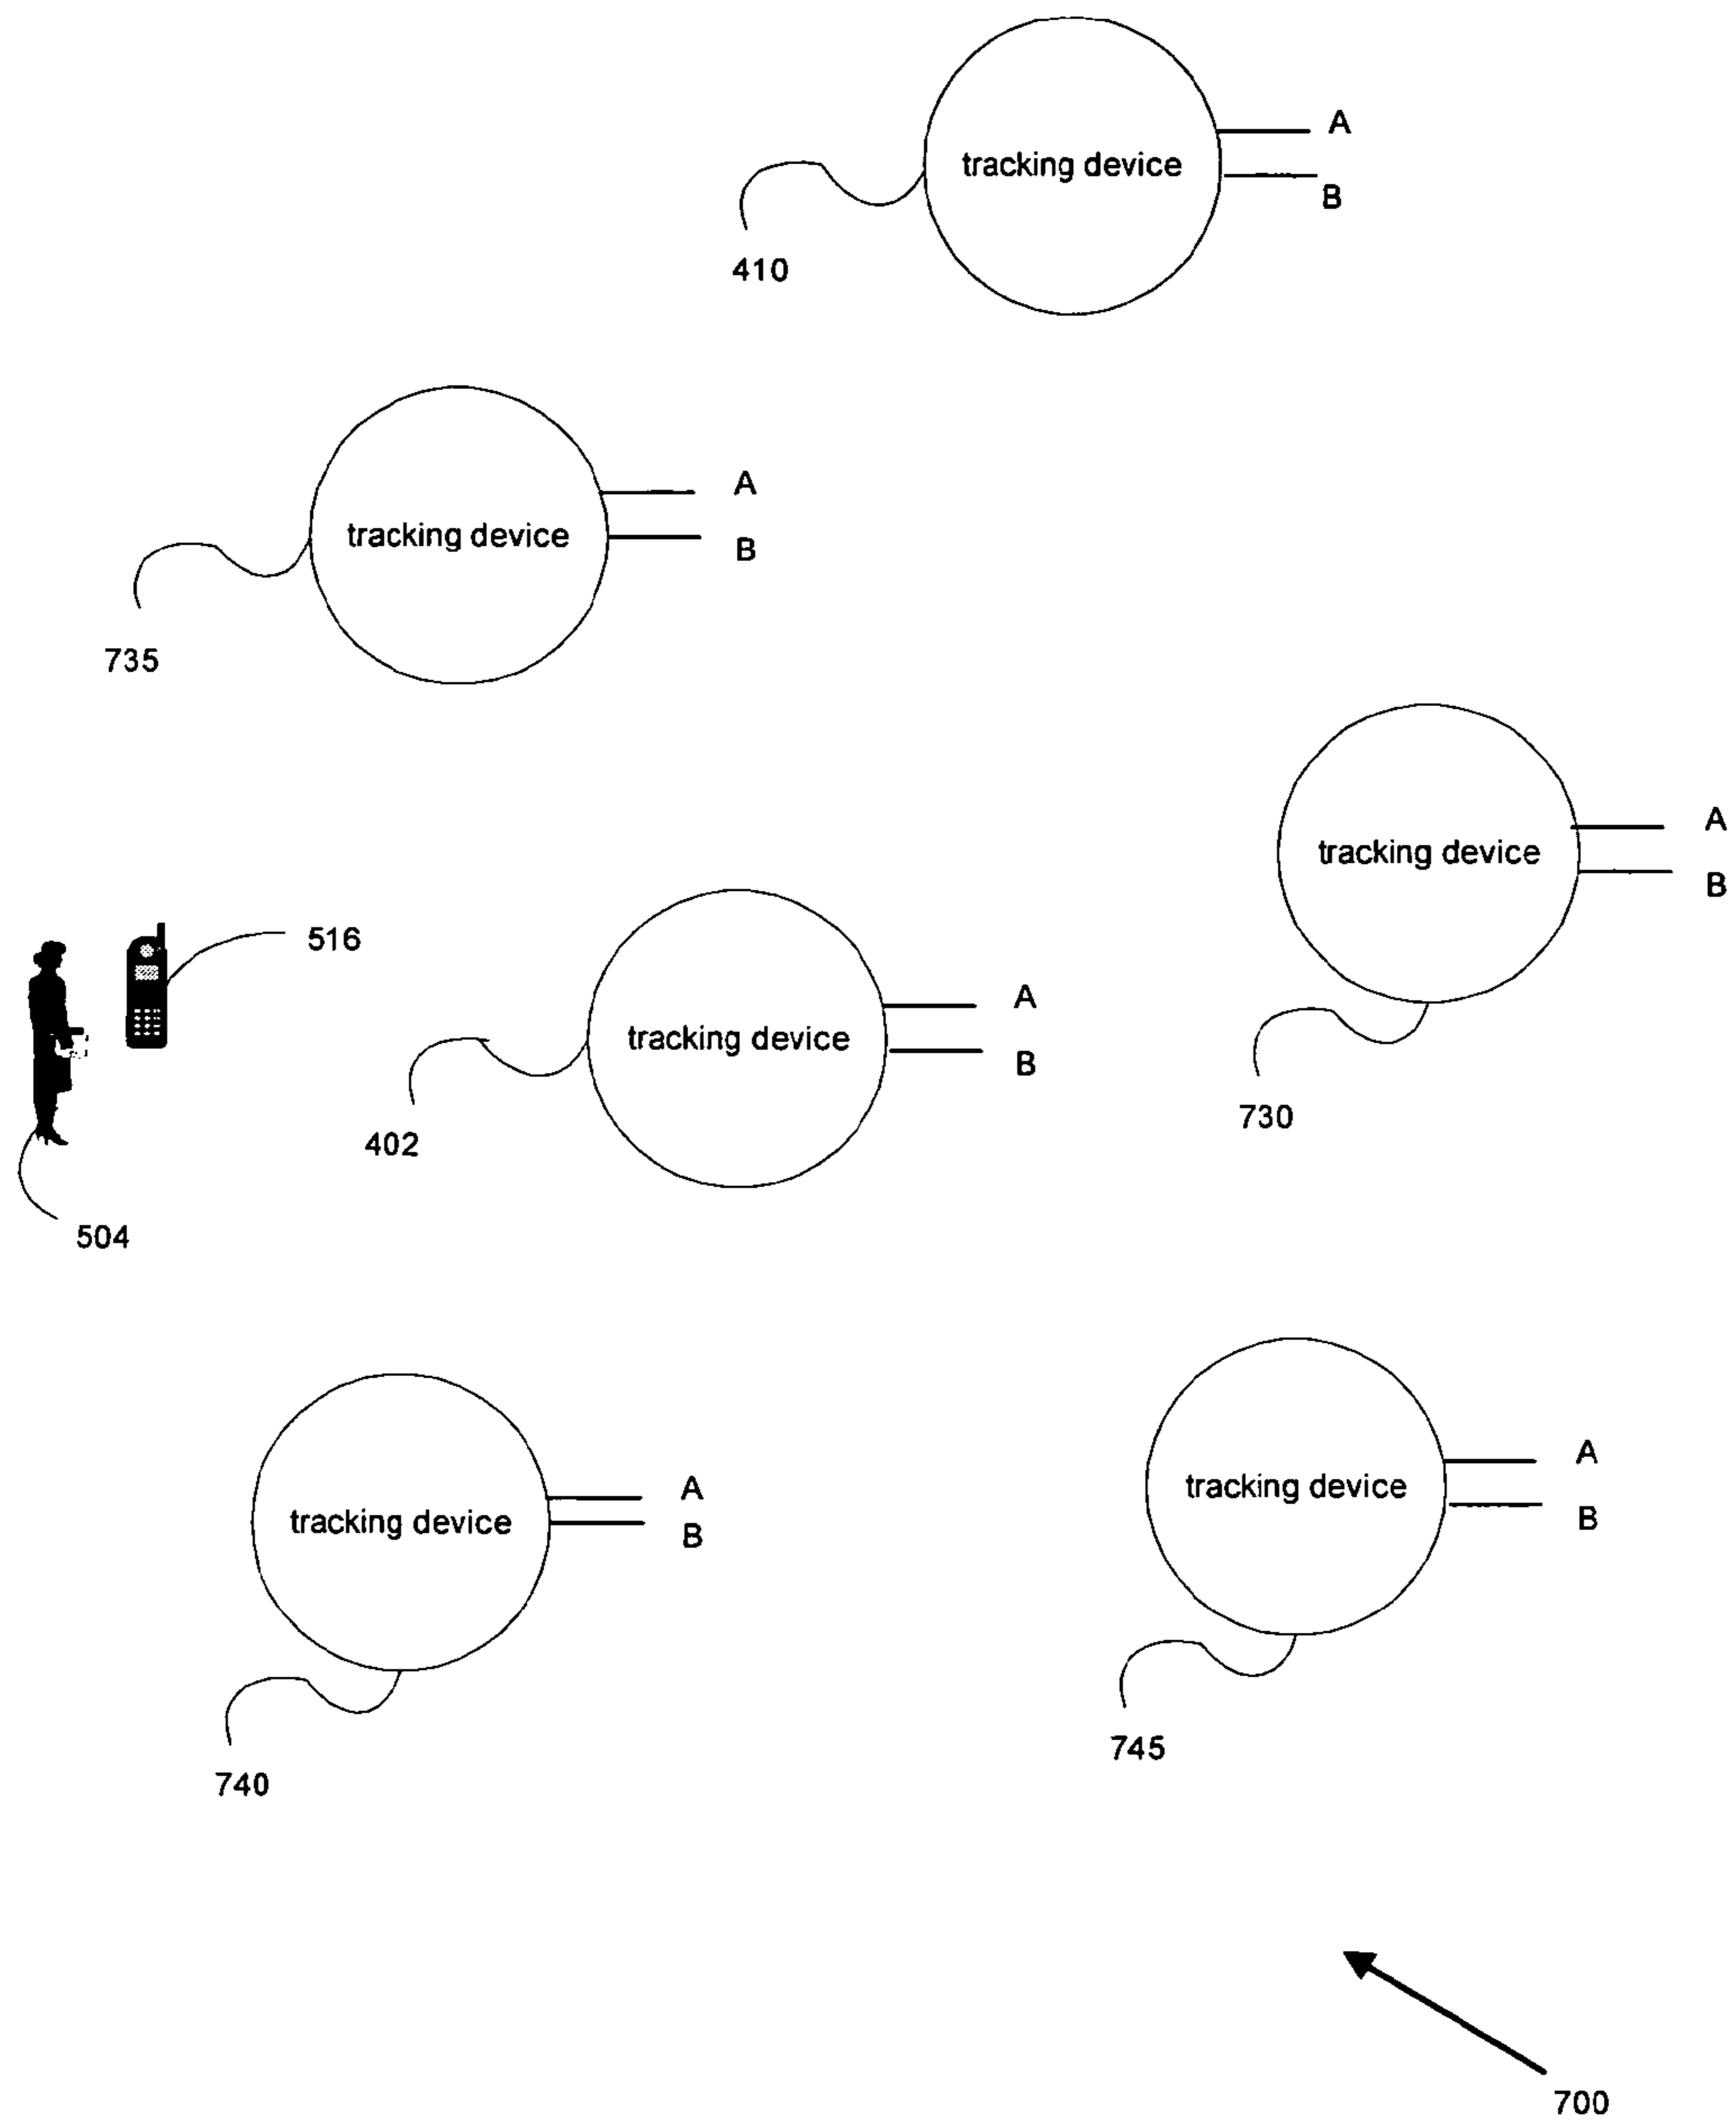 A
tracking device
B
410
A
tracking device
B
735
A
tracking device
B
730
516
A
tracking device
B
402
504
A
tracking device
B
740
A
tracking device
B
745
700